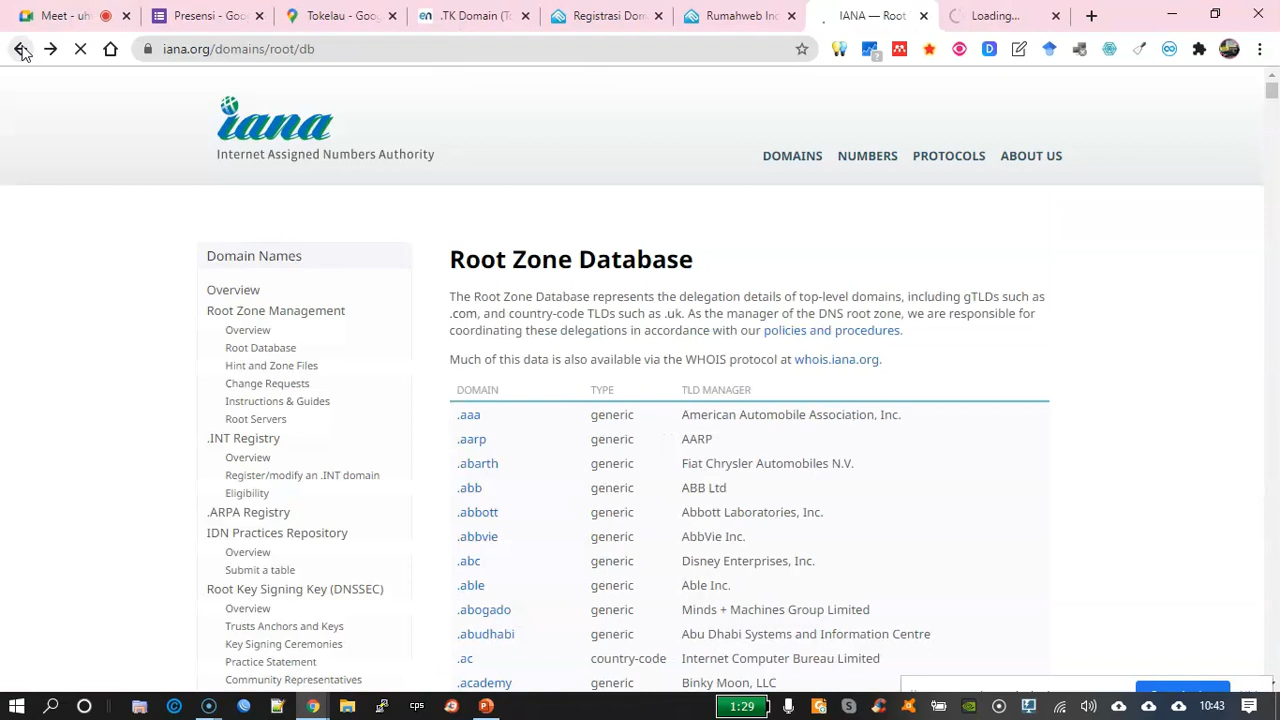 Meet - uh
Presensi - Goo
Tokelau - Goog
.TK Domain (T
Registrasi Dom
Rumahweb Inc
IANA — Root
Loading...
iana.org/domains/root/db
iana
Internet Assigned Numbers Authority
DOMAINS NUMBERS PROTOCOLS ABOUT US
Domain Names
Overview
Root Zone Management
Overview
Root Database
Hint and Zone Files
Change Requests
Instructions & Guides
Root Servers
.INT Registry
Overview
Register/modify an .INT domain
Eligibility
.ARPA Registry
IDN Practices Repository
Overview
Submit a table
Root Key Signing Key (DNSSEC)
Overview
Trusts Anchors and Keys
Key Signing Ceremonies
Practice Statement
Community Representatives
Root Zone Database
The Root Zone Database represents the delegation details of top-level domains, including gTLDs such as
.com, and country-code TLDs such as .uk. As the manager of the DNS root zone, we are responsible for
coordinating these delegations in accordance with our policies and procedures.
Much of this data is also available via the WHOIS protocol at whois.iana.org.
DOMAIN TYPE TLD MANAGER
.aaa generic American Automobile Association, Inc.
.aarp generic AARP
.abarth generic Fiat Chrysler Automobiles N.V.
.abb generic ABB Ltd
.abbott generic Abbott Laboratories, Inc.
.abbvie generic AbbVie Inc.
.abc generic Disney Enterprises, Inc.
.able generic Able Inc.
.abogado generic Minds + Machines Group Limited
.abudhabi generic Abu Dhabi Systems and Information Centre
.ac country-code Internet Computer Bureau Limited
.academy generic Binky Moon, LLC
cps
1:29
10:43